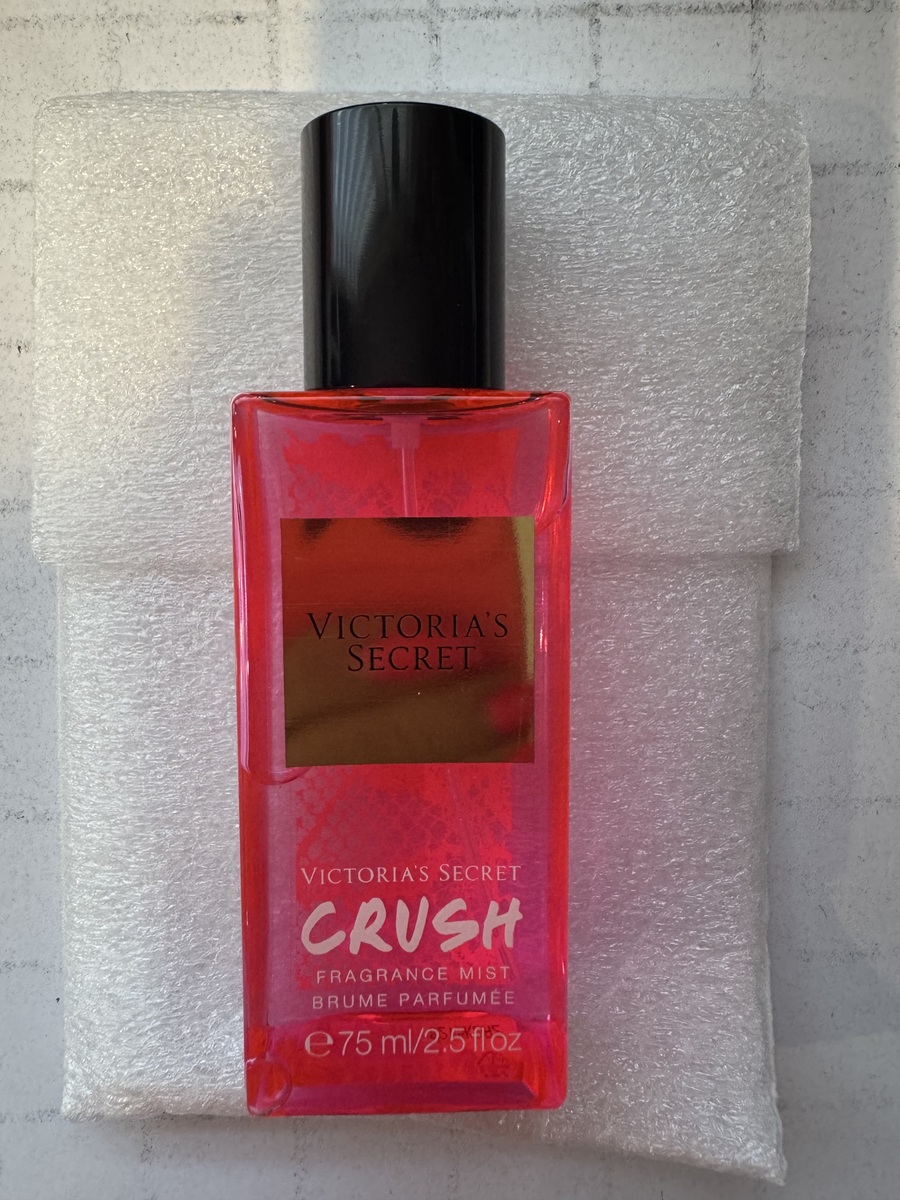 VICTORIA'S
SECRET
VICTORIA'S SECRET
CRUSH
FRAGRANCE MIST
BRUME PARFUMÉE
℮75 ml/2.5 fl oz